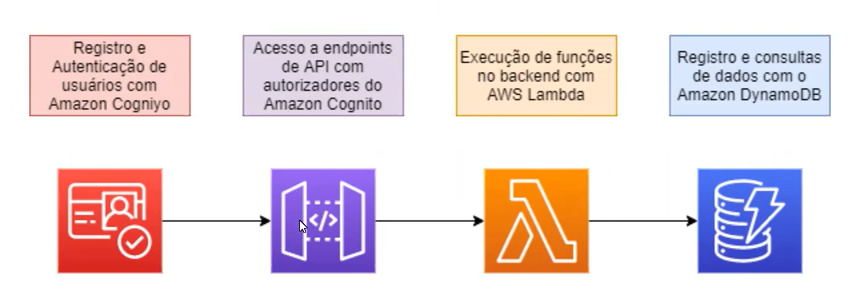 Registro e
Autenticação de
usuários com
Amazon Cogniyo
Acesso a endpoints
de API com
autorizadores do
Amazon Cognito
Execução de funções
no backend com
AWS Lambda
Registro e consultas
de dados com o
Amazon DynamoDB
</>